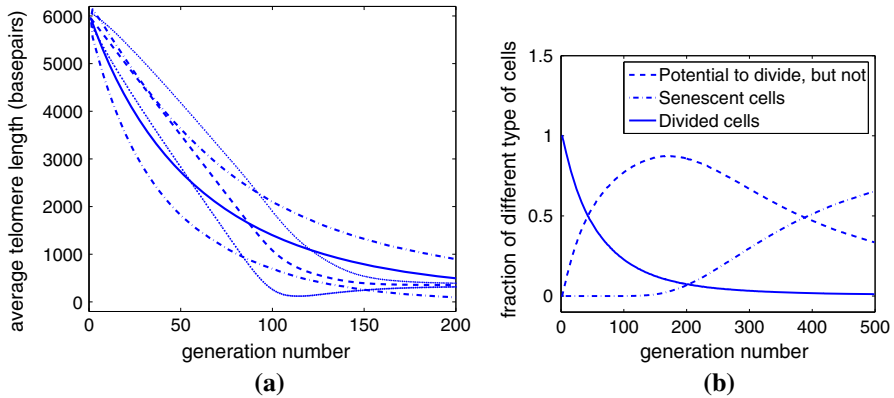 average telomere length (basepairs)
6000
5000
4000
3000
2000
1000
0
0
50
100
150
200
generation number
(a)
fraction of different type of cells
1.5
1
0.5
0
Potential to divide, but not
Senescent cells
Divided cells
0
100
200
300
400
500
generation number
(b)